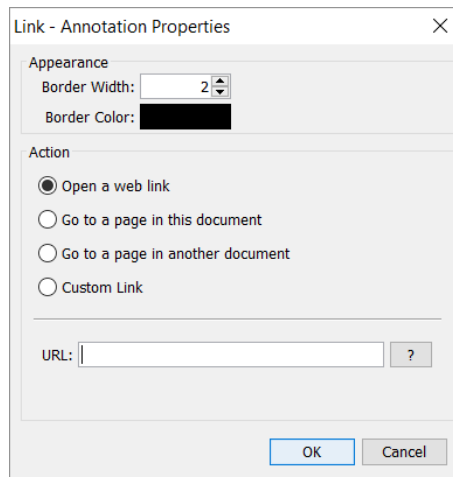 Link - Annotation Properties
Appearance
Border Width: 2
Border Color:
Action
Open a web link
Go to a page in this document
Go to a page in another document
Custom Link
URL: ?
OK Cancel